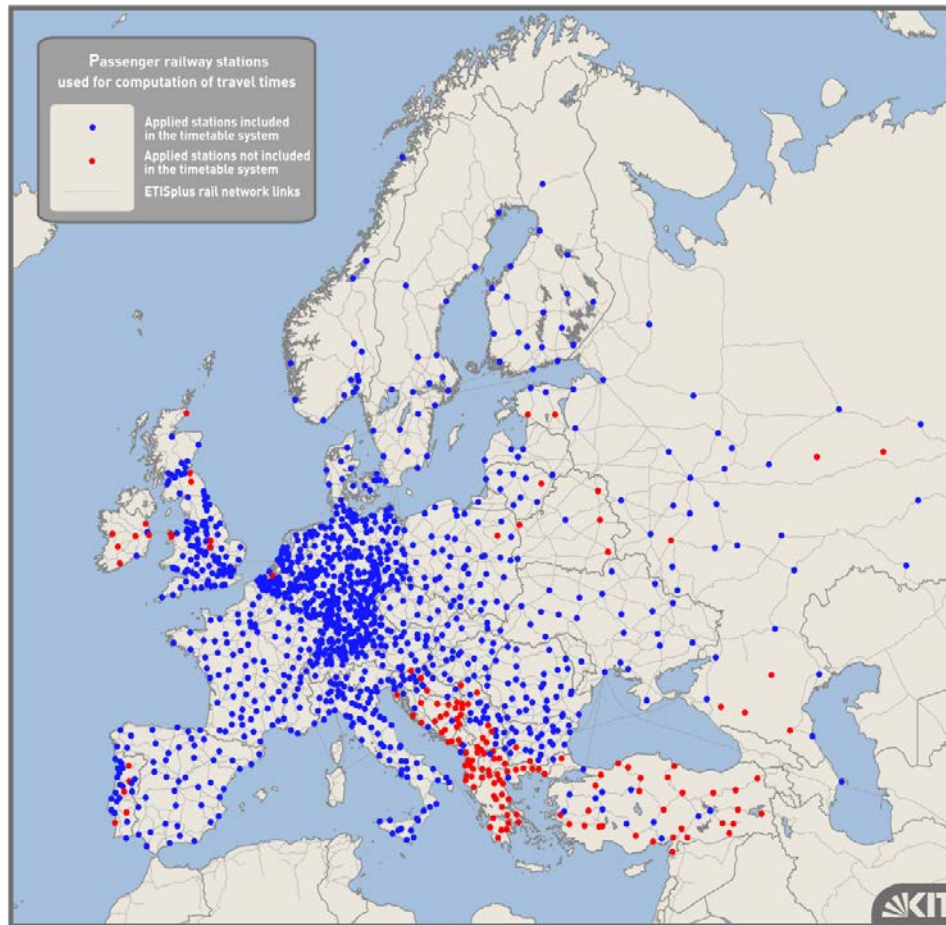 Passenger railway stations
used for computation of travel times
Applied stations included
in the timetable system
Applied stations not included
in the timetable system
ETISplus rail network links
KIT